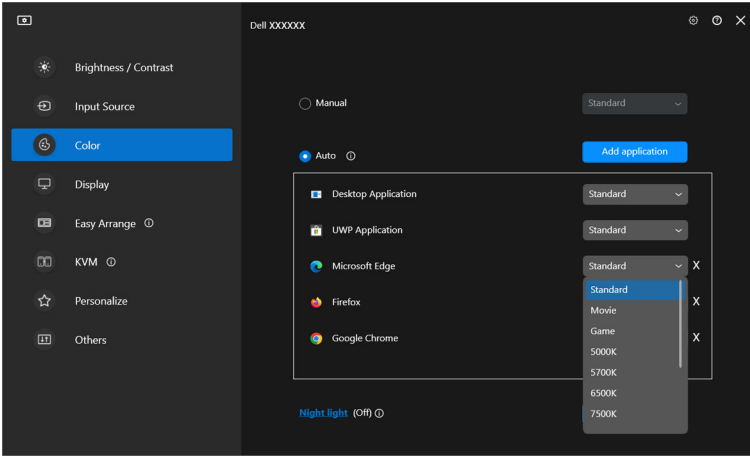 Dell XXXXXX
Brightness / Contrast
Input Source
Color
Display
Easy Arrange
KVM
Personalize
Others
Manual
Standard
Auto
Add application
Desktop Application
Standard
UWP Application
Standard
Microsoft Edge
Standard
X
Firefox
X
Google Chrome
X
Standard
Movie
Game
5000K
5700K
6500K
7500K
Night light (Off)